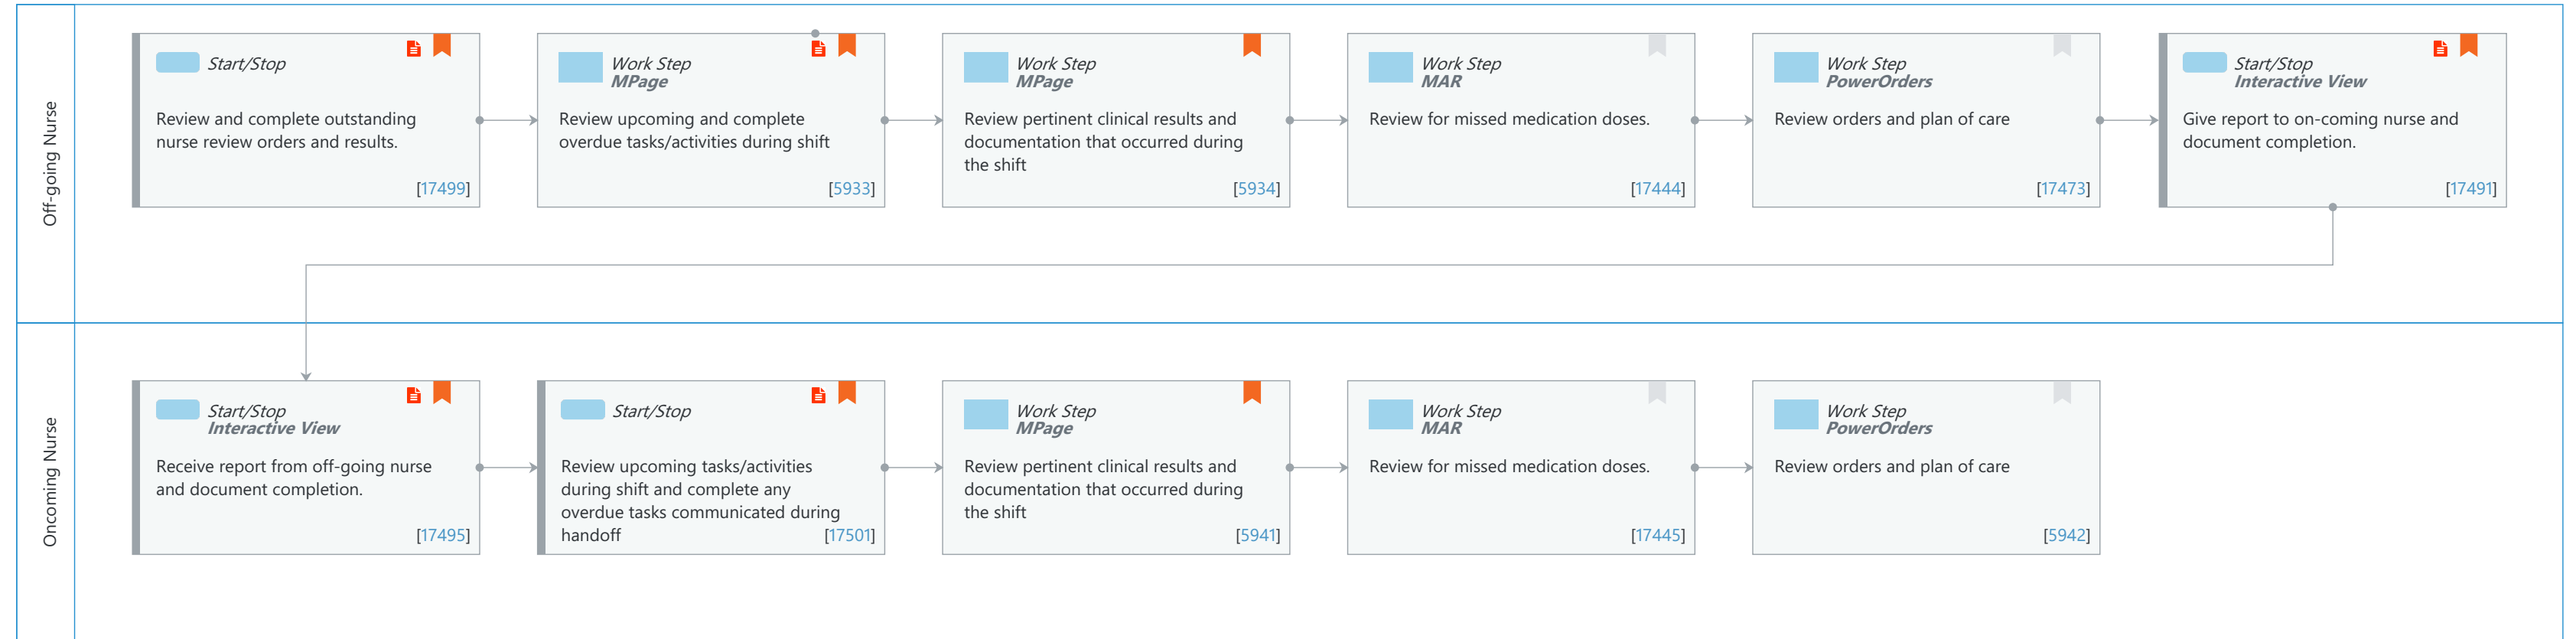 Off-going Nurse
Start/Stop
Review and complete outstanding
nurse review orders and results.
[17499]
Work Step
MPage
Review upcoming and complete
overdue tasks/activities during shift
[5933]
Work Step
MPage
Review pertinent clinical results and
documentation that occurred during
the shift
[5934]
Work Step
MAR
Review for missed medication doses.
[17444]
Work Step
PowerOrders
Review orders and plan of care
[17473]
Start/Stop
Interactive View
Give report to on-coming nurse and
document completion.
[17491]
Oncoming Nurse
Start/Stop
Interactive View
Receive report from off-going nurse
and document completion.
[17495]
Start/Stop
Review upcoming tasks/activities
during shift and complete any
overdue tasks communicated during
handoff
[17501]
Work Step
MPage
Review pertinent clinical results and
documentation that occurred during
the shift
[5941]
Work Step
MAR
Review for missed medication doses.
[17445]
Work Step
PowerOrders
Review orders and plan of care
[5942]